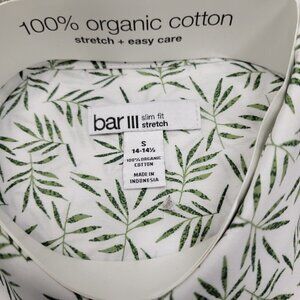 100% organic cotton
stretch + easy care
bar III slim fit
stretch
S
14-14½
100% ORGANIC
COTTON
MADE IN
INDONESIA